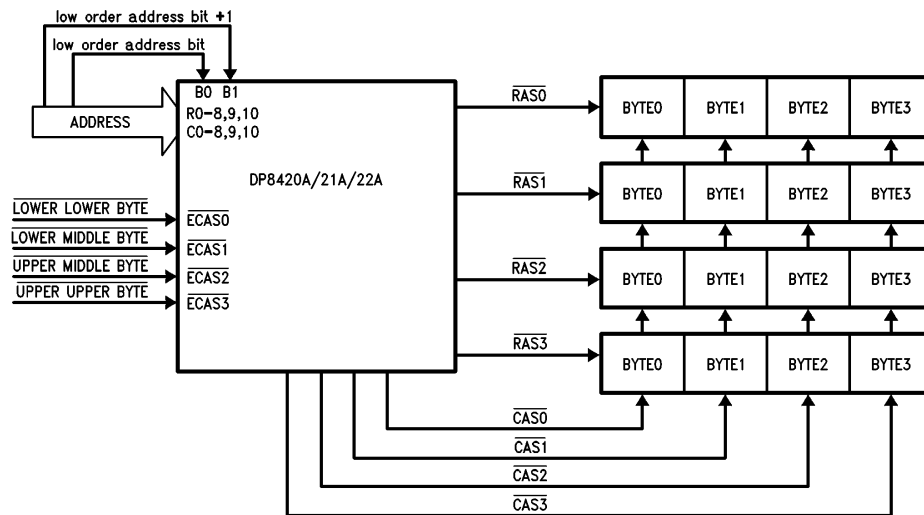 low order address bit +1
low order address bit
B0 B1
ADDRESS
R0-8,9,10
C0-8,9,10
DP8420A/21A/22A
LOWER LOWER BYTE
LOWER MIDDLE BYTE
UPPER MIDDLE BYTE
UPPER UPPER BYTE
ECAS0
ECAS1
ECAS2
ECAS3
RAS0
RAS1
RAS2
RAS3
BYTE0 BYTE1 BYTE2 BYTE3
BYTE0 BYTE1 BYTE2 BYTE3
BYTE0 BYTE1 BYTE2 BYTE3
BYTE0 BYTE1 BYTE2 BYTE3
CAS0
CAS1
CAS2
CAS3